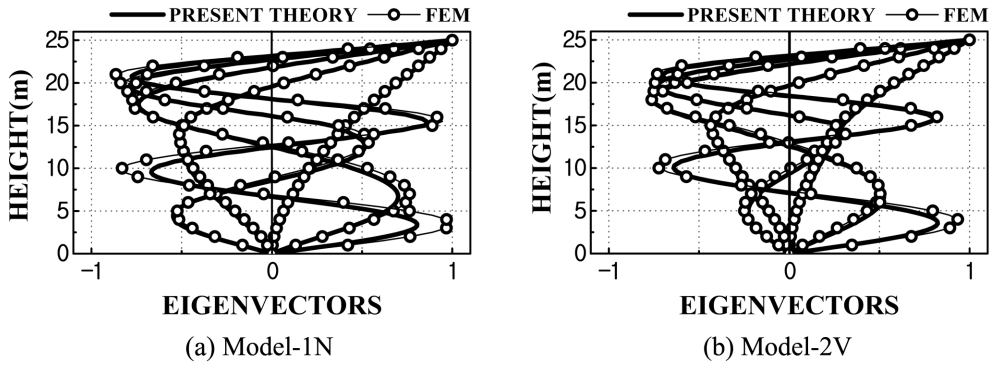 PRESENT THEORY FEM
HEIGHT(m)
25
20
15
10
5
0
−1 0 1
EIGENVECTORS
(a) Model-1N
PRESENT THEORY FEM
HEIGHT(m)
25
20
15
10
5
0
−1 0 1
EIGENVECTORS
(b) Model-2V